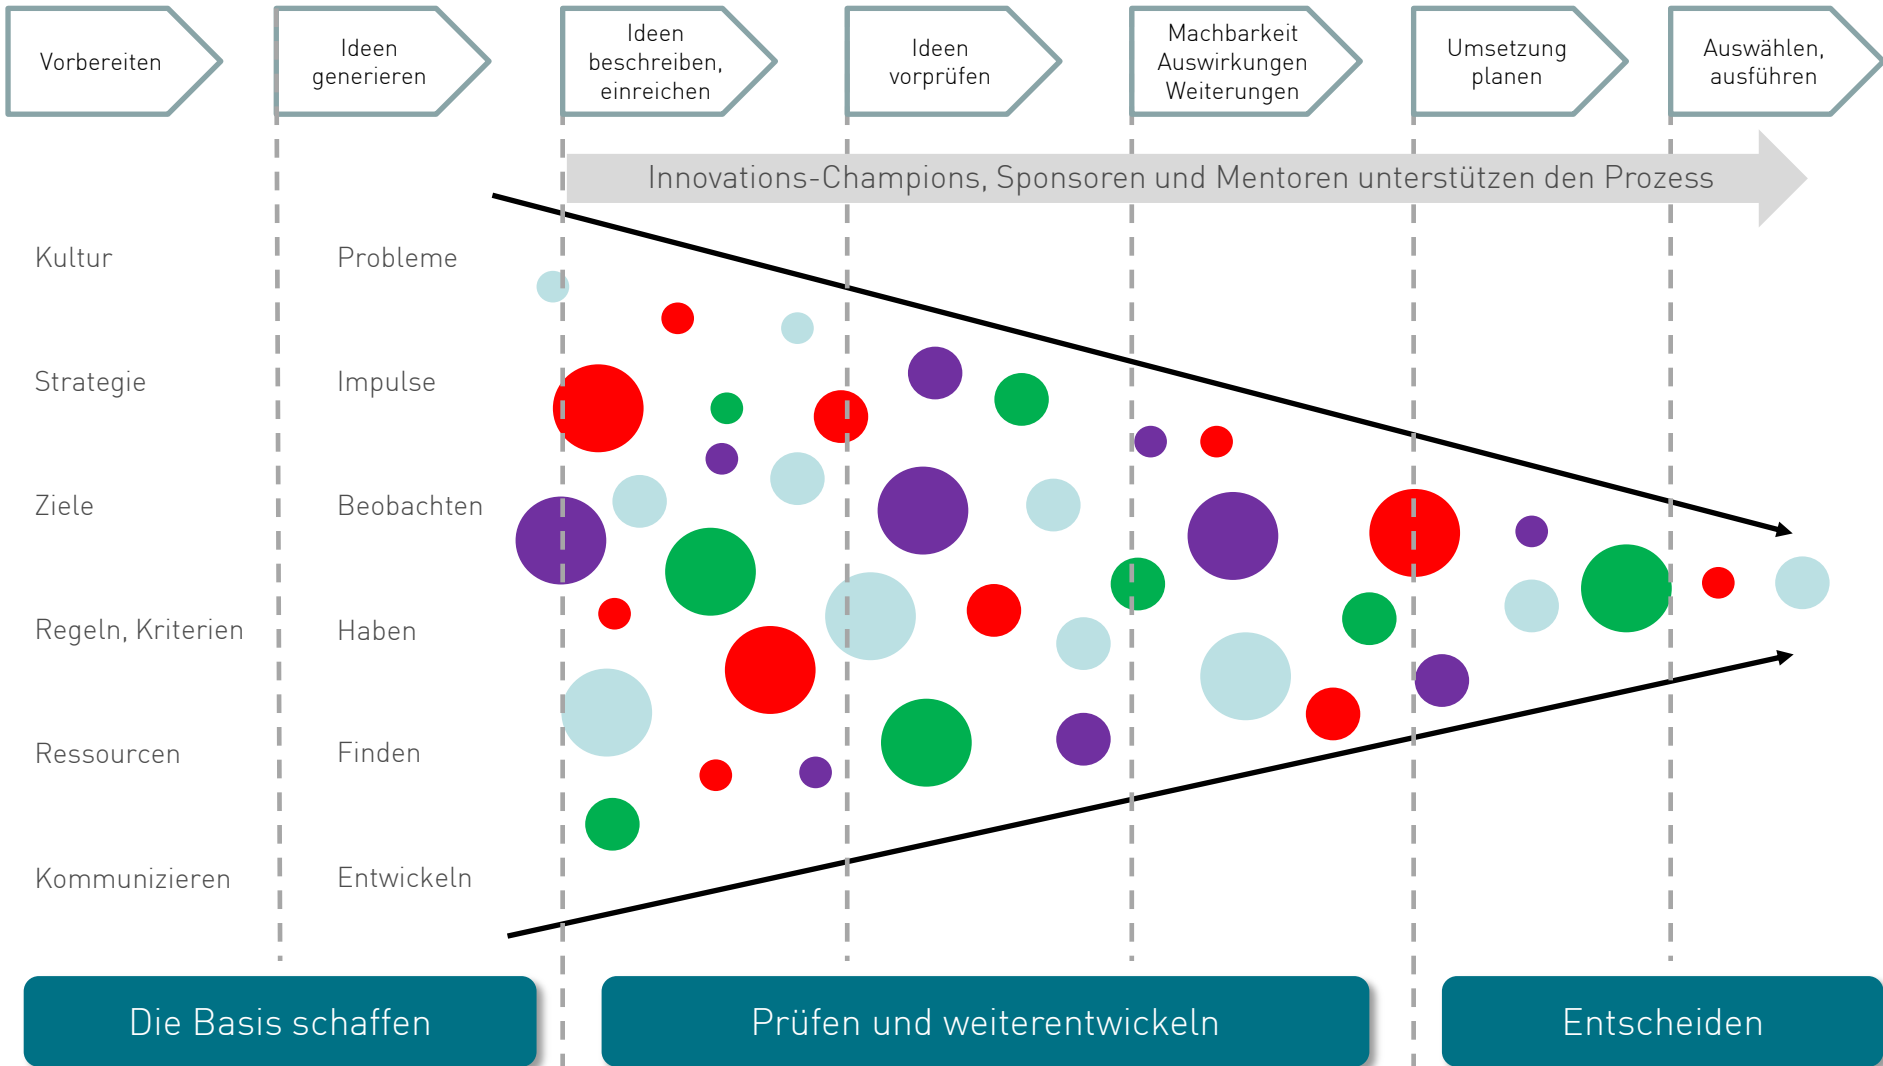 Vorbereiten
Ideen
generieren
Ideen
beschreiben,
einreichen
Ideen
vorprüfen
Machbarkeit
Auswirkungen
Weiterungen
Umsetzung
planen
Auswählen,
ausführen
Innovations-Champions, Sponsoren und Mentoren unterstützen den Prozess
Kultur
Strategie
Ziele
Regeln, Kriterien
Ressourcen
Kommunizieren
Probleme
Impulse
Beobachten
Haben
Finden
Entwickeln
Die Basis schaffen
Prüfen und weiterentwickeln
Entscheiden